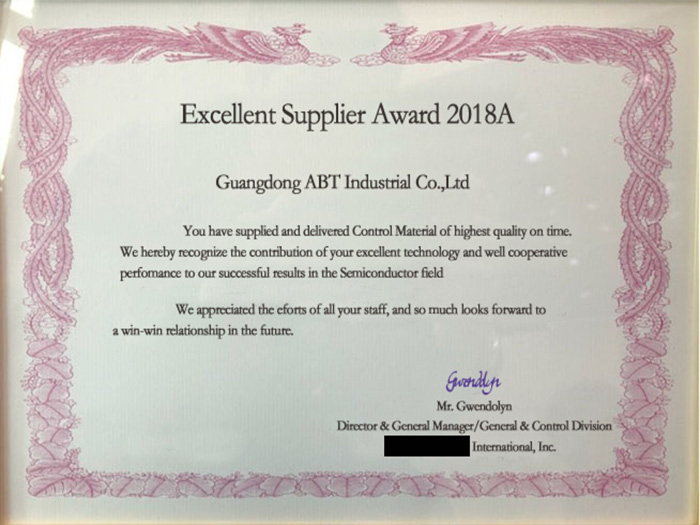 Excellent Supplier Award 2018A
Guangdong ABT Industrial Co.,Ltd
You have supplied and delivered Control Material of highest quality on time.
We hereby recognize the contribution of your excellent technology and well cooperative
perfomance to our successful results in the Semiconductor field
We appreciated the eforts of all your staff, and so much looks forward to
a win-win relationship in the future.
Gwendolyn
Mr. Gwendolyn
Director & General Manager/General & Control Division
International, Inc.